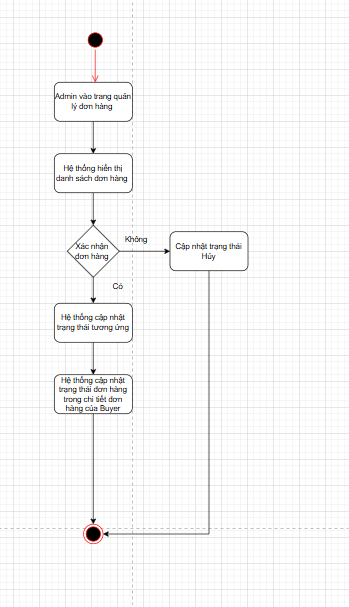 Admin vào trang quản
lý đơn hàng
Hệ thống hiển thị
danh sách đơn hàng
Xác nhận
đơn hàng
Không
Cập nhật trạng thái
Hủy
Có
Hệ thống cập nhật
trạng thái tương ứng
Hệ thống cập nhật
trạng thái đơn hàng
trong chi tiết đơn
hàng của Buyer